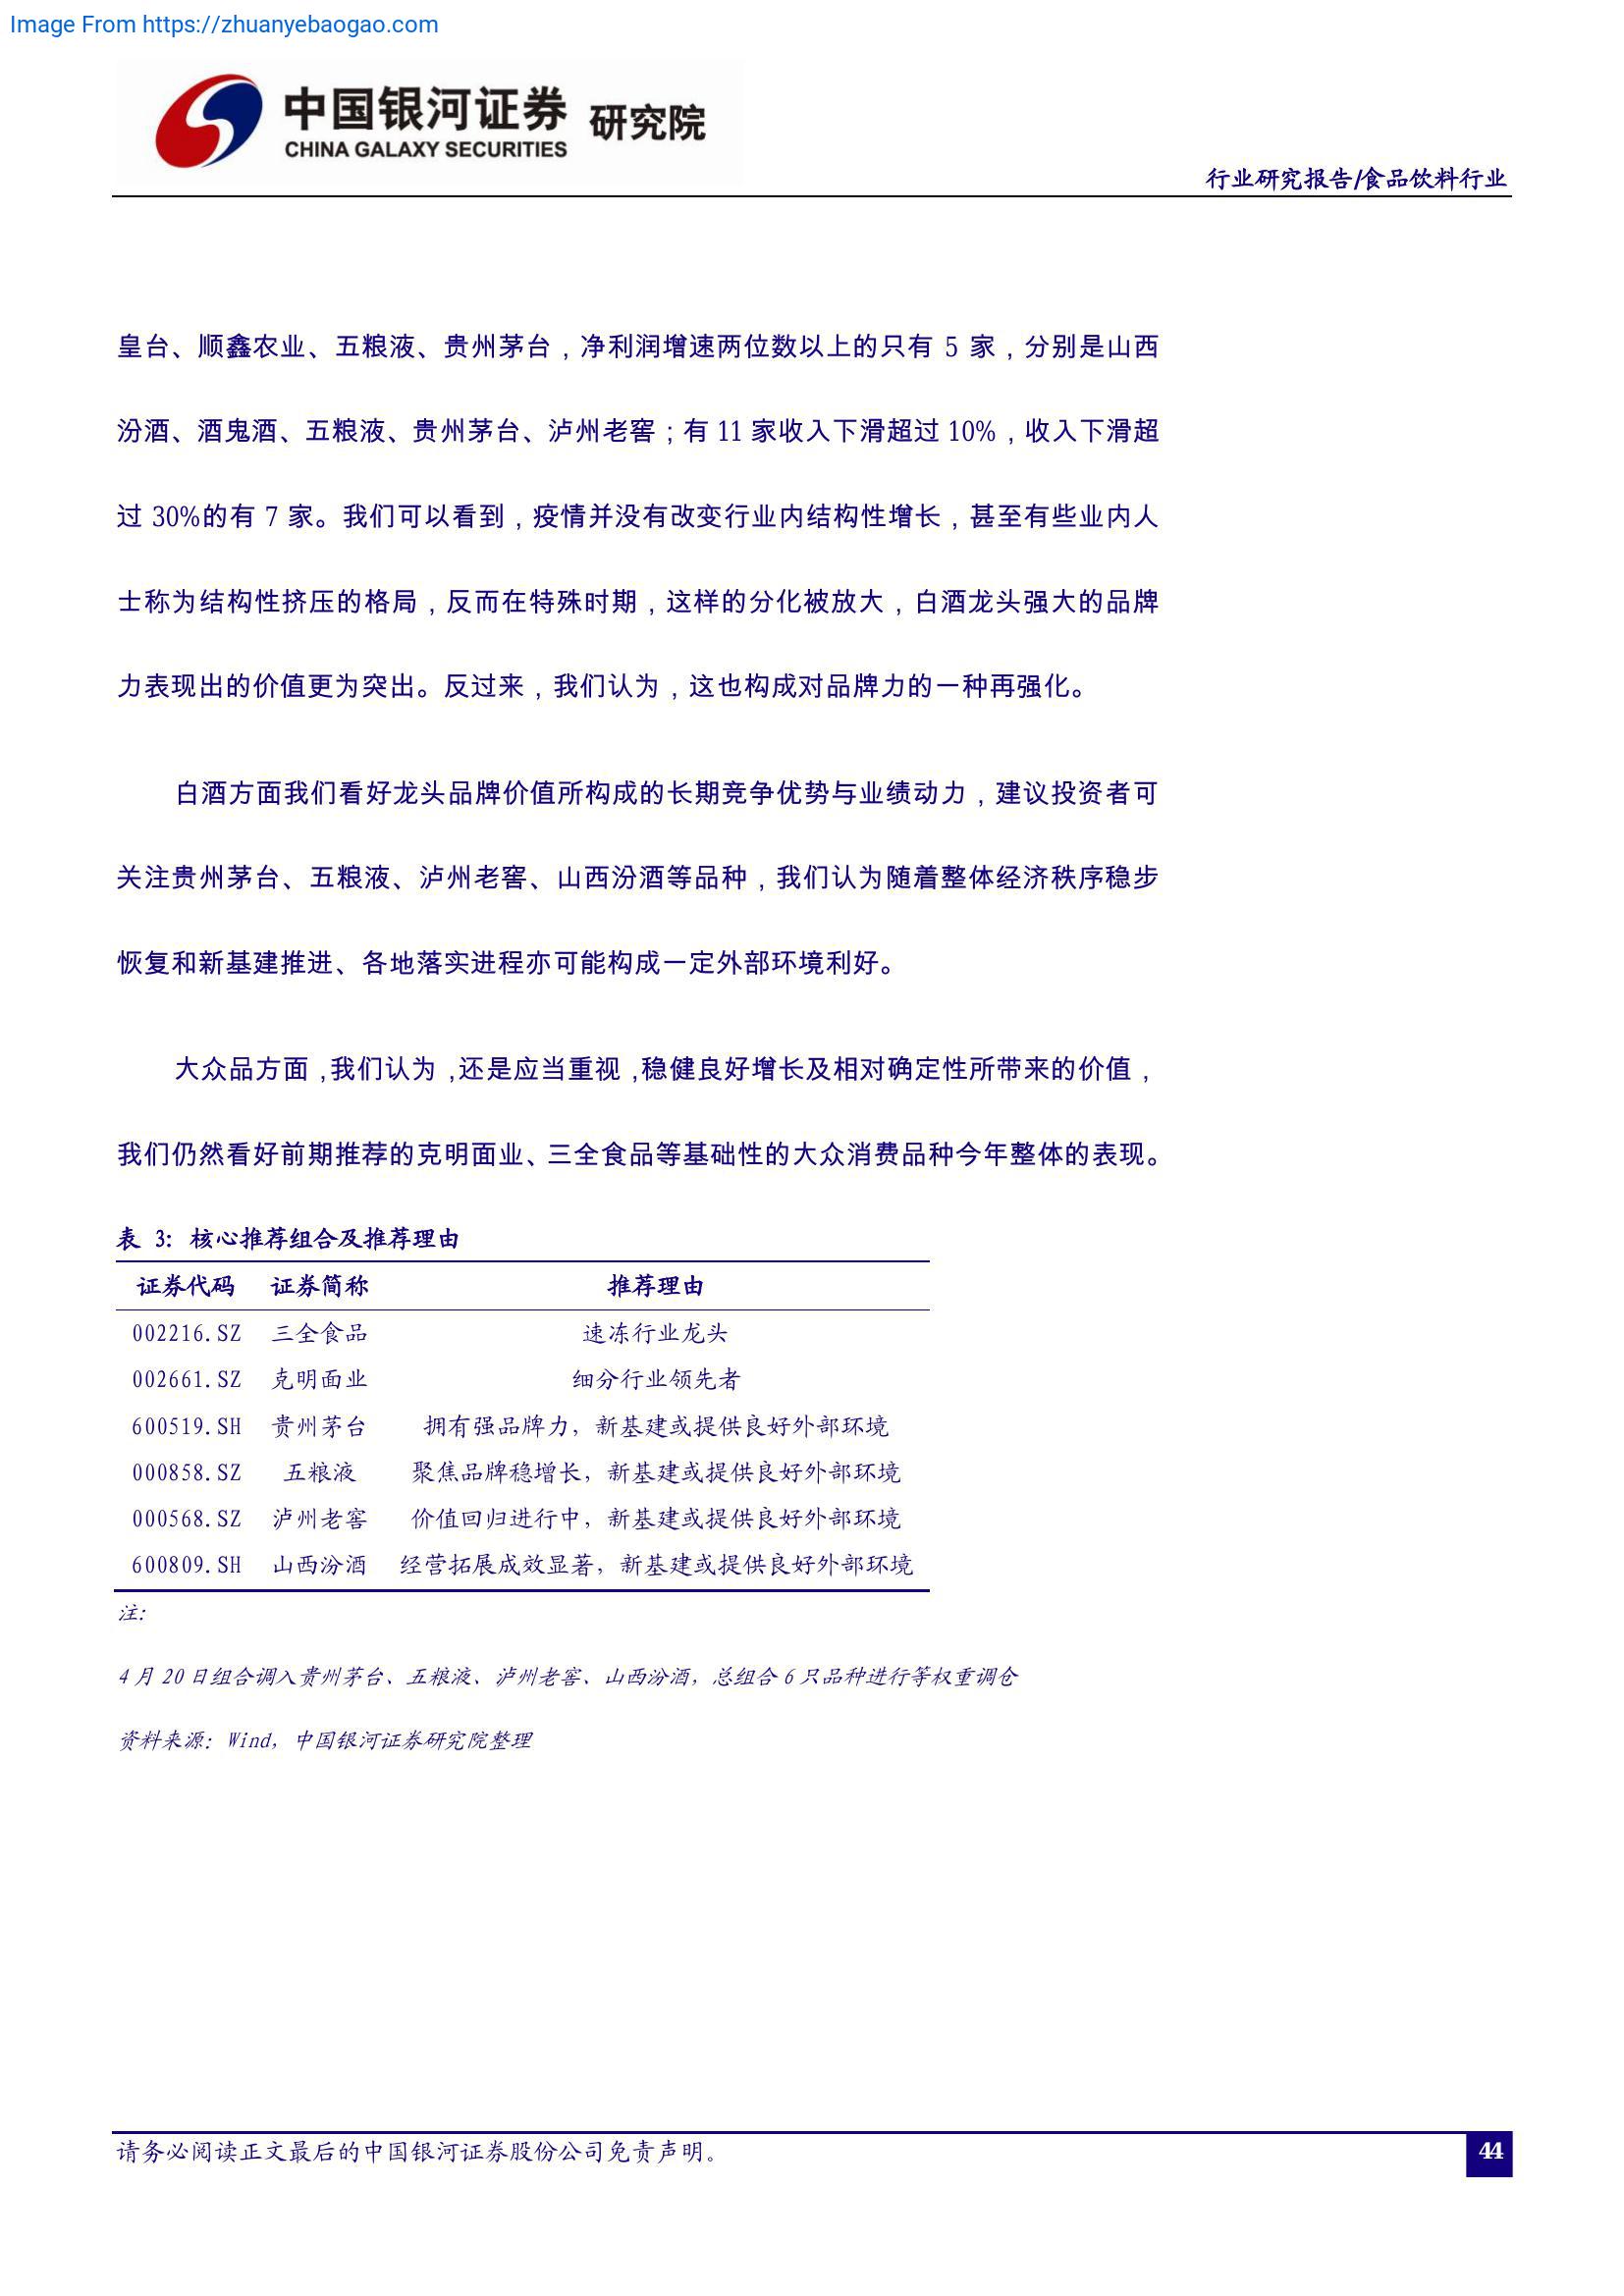 Image From https://zhuanyebaogao.com
中国银河证券 研究院
CHINA GALAXY SECURITIES
行业研究报告/食品饮料行业
皇台、顺鑫农业、五粮液、贵州茅台，净利润增速两位数以上的只有 5 家，分别是山西
汾酒、酒鬼酒、五粮液、贵州茅台、泸州老窖；有 11 家收入下滑超过 10%，收入下滑超
过 30%的有 7 家。我们可以看到，疫情并没有改变行业内结构性增长，甚至有些业内人
士称为结构性挤压的格局，反而在特殊时期，这样的分化被放大，白酒龙头强大的品牌
力表现出的价值更为突出。反过来，我们认为，这也构成对品牌力的一种再强化。
白酒方面我们看好龙头品牌价值所构成的长期竞争优势与业绩动力，建议投资者可
关注贵州茅台、五粮液、泸州老窖、山西汾酒等品种，我们认为随着整体经济秩序稳步
恢复和新基建推进、各地落实进程亦可能构成一定外部环境利好。
大众品方面，我们认为，还是应当重视，稳健良好增长及相对确定性所带来的价值，
我们仍然看好前期推荐的克明面业、三全食品等基础性的大众消费品种今年整体的表现。
表 3: 核心推荐组合及推荐理由
证券代码 证券简称 推荐理由
002216.SZ 三全食品 速冻行业龙头
002661.SZ 克明面业 细分行业领先者
600519.SH 贵州茅台 拥有强品牌力，新基建或提供良好外部环境
000858.SZ 五粮液 聚焦品牌稳增长，新基建或提供良好外部环境
000568.SZ 泸州老窖 价值回归进行中，新基建或提供良好外部环境
600809.SH 山西汾酒 经营拓展成效显著，新基建或提供良好外部环境
注:
4 月 20 日组合调入贵州茅台、五粮液、泸州老窖、山西汾酒，总组合 6 只品种进行等权重调仓
资料来源：Wind，中国银河证券研究院整理
请务必阅读正文最后的中国银河证券股份公司免责声明。
44